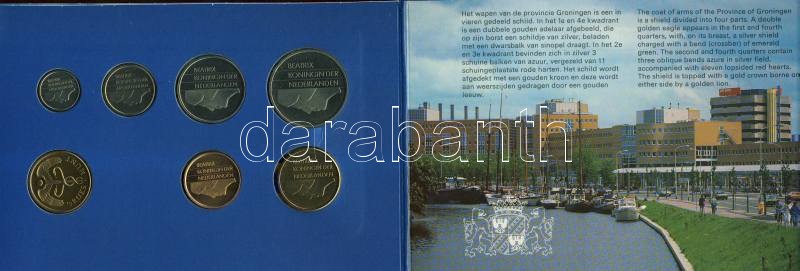 BEATRIX
KONINGIN DER
NEDERLANDEN
BEATRIX
KONINGIN DER
NEDERLANDEN
BEATRIX
KONINGIN DER
NEDERLANDEN
BEATRIX
KONINGIN DER
NEDERLANDEN
BEATRIX
KONINGIN DER
NEDERLANDEN
BEATRIX
KONINGIN DER
NEDERLANDEN
Het wapen van de provincie Groningen is een in
vieren gedeeld schild. In het 1e en 4e kwadrant
is een dubbele gouden adelaar afgebeeld, die
op zijn borst een schildje van zilver, beladen
met een dwarsbalk van sinopel draagt. In het 2e
en 3e kwadrant bevinden zich in zilver 3
schuine balken van azuur, vergezeld van 11
schuingeplaatste rode harten. Het schild wordt
afgedekt met een gouden kroon en deze wordt
aan weerszijden gedragen door een gouden
leeuw.
The coat of arms of the Province of Groningen
is a shield divided into four parts. A double
golden eagle appears in the first and fourth
quarters, with, on its breast, a silver shield
charged with a bend (crossbar) of emerald
green. The second and fourth quarters contain
three oblique bends azure in silver field,
accompanied with eleven lopsided red hearts.
The shield is topped with a gold crown borne on
either side by a golden lion.
darabanth